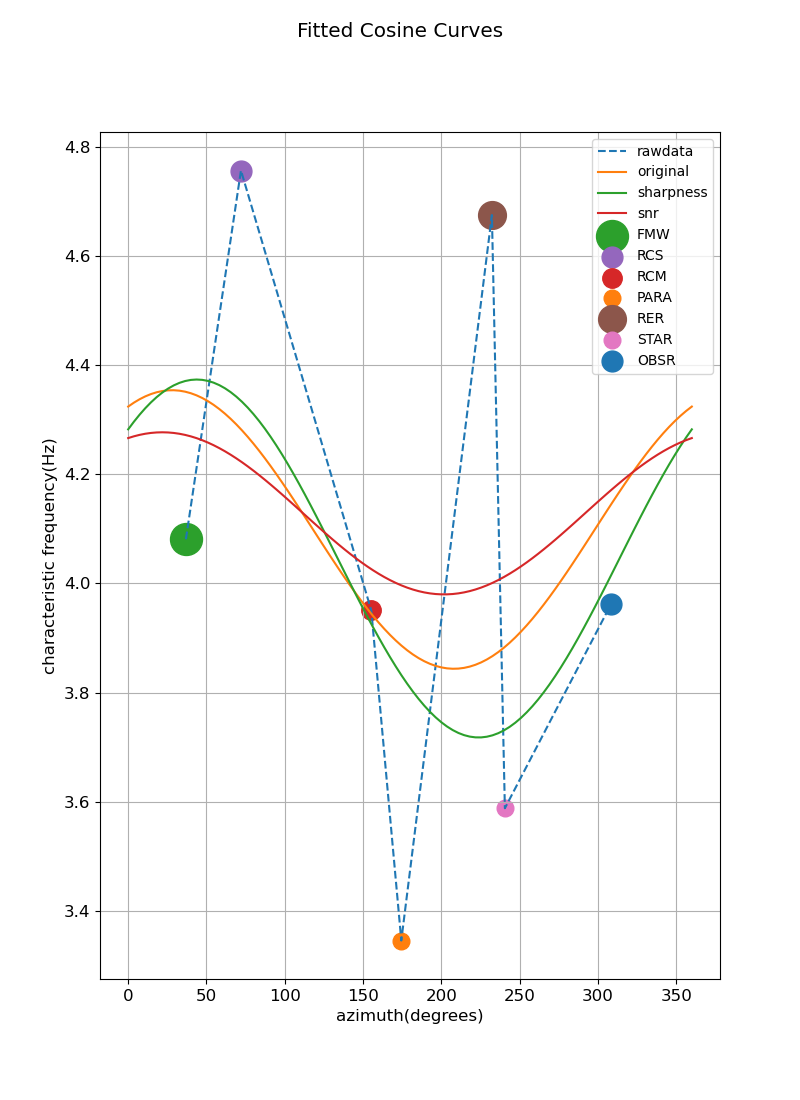 Fitted Cosine Curves
4.8
4.6
4.4
4.2
4.0
3.8
3.6
3.4
characteristic frequency(Hz)
rawdata
original
sharpness
snr
FMW
RCS
RCM
PARA
RER
STAR
OBSR
0 50 100 150 200 250 300 350
azimuth(degrees)